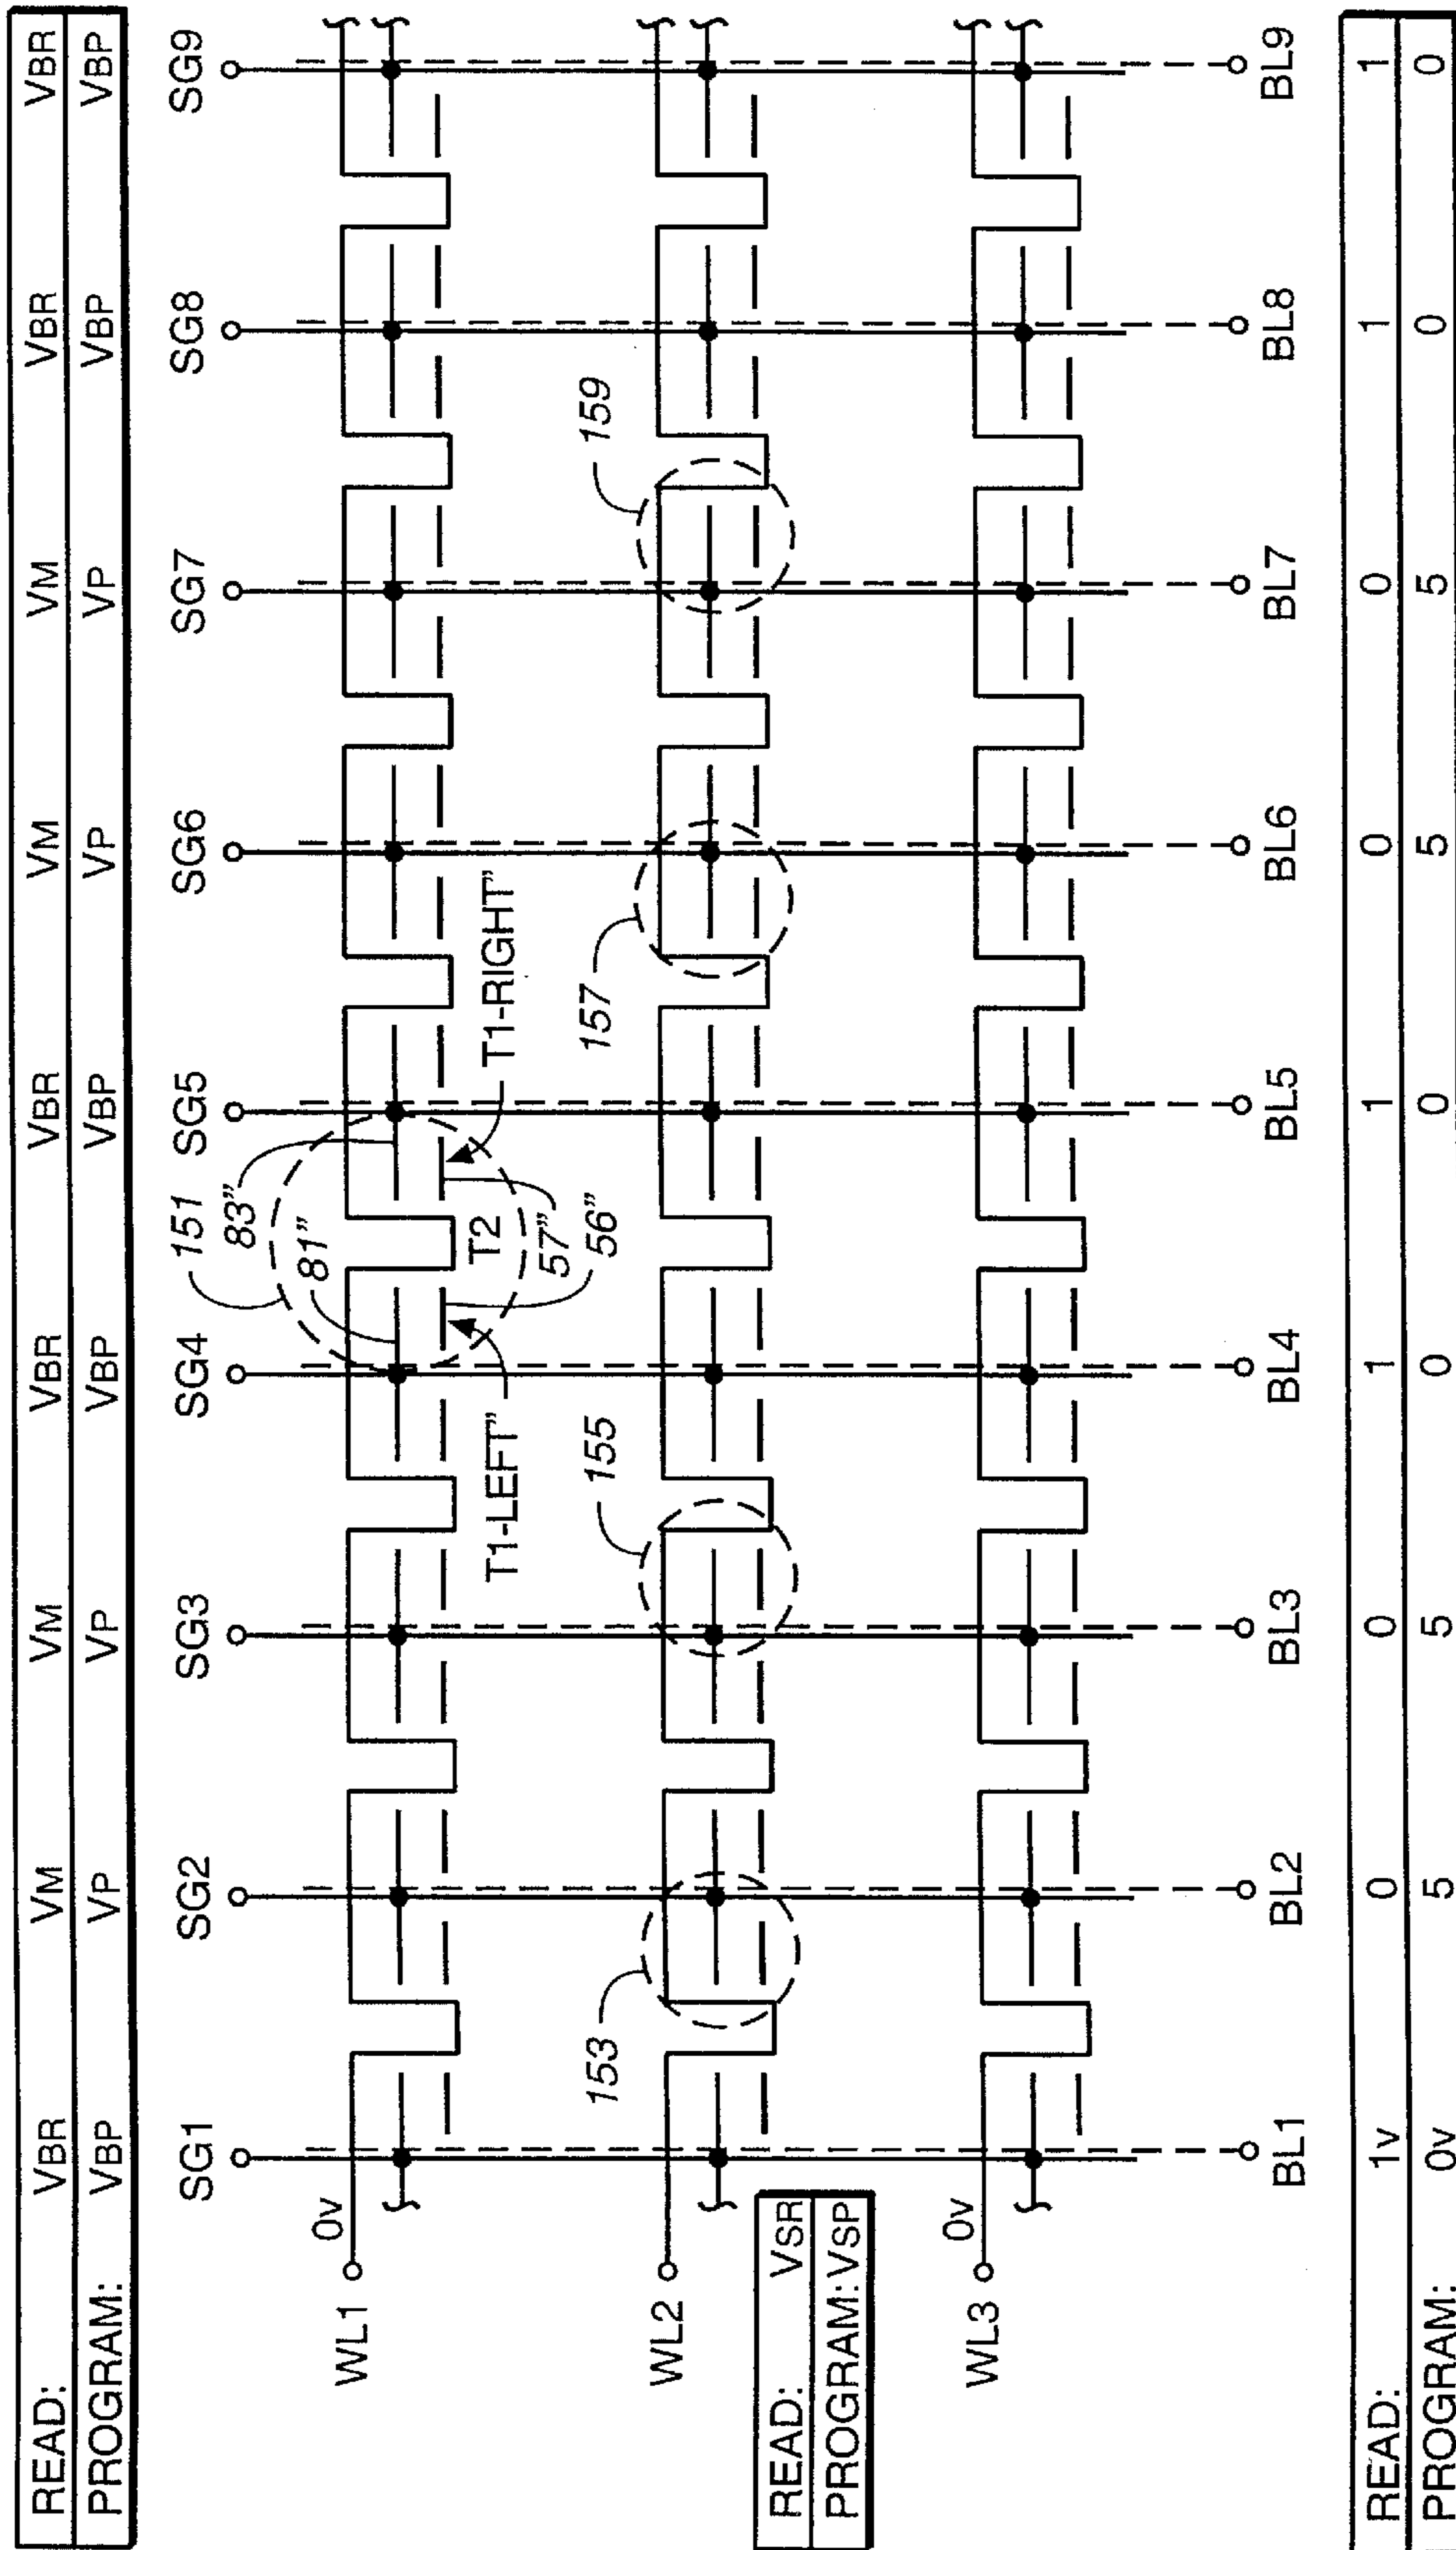 READ: VBR VM VM VBR VBR VM VM VBR VBR
PROGRAM: VBP VP VP VBP VBP VP VP VBP VBP
SG1 SG2 SG3 SG4 SG5 SG6 SG7 SG8 SG9
151
83”
81”
WL1 0v
T2
57”
56”
T1-LEFT” T1-RIGHT”
153 155 157 159
WL2
READ: VSR
PROGRAM: VSP
WL3 0v
BL1 BL2 BL3 BL4 BL5 BL6 BL7 BL8 BL9
READ: 1v 0 0 1 1 0 0 1 1
PROGRAM: 0v 5 5 0 0 5 5 0 0